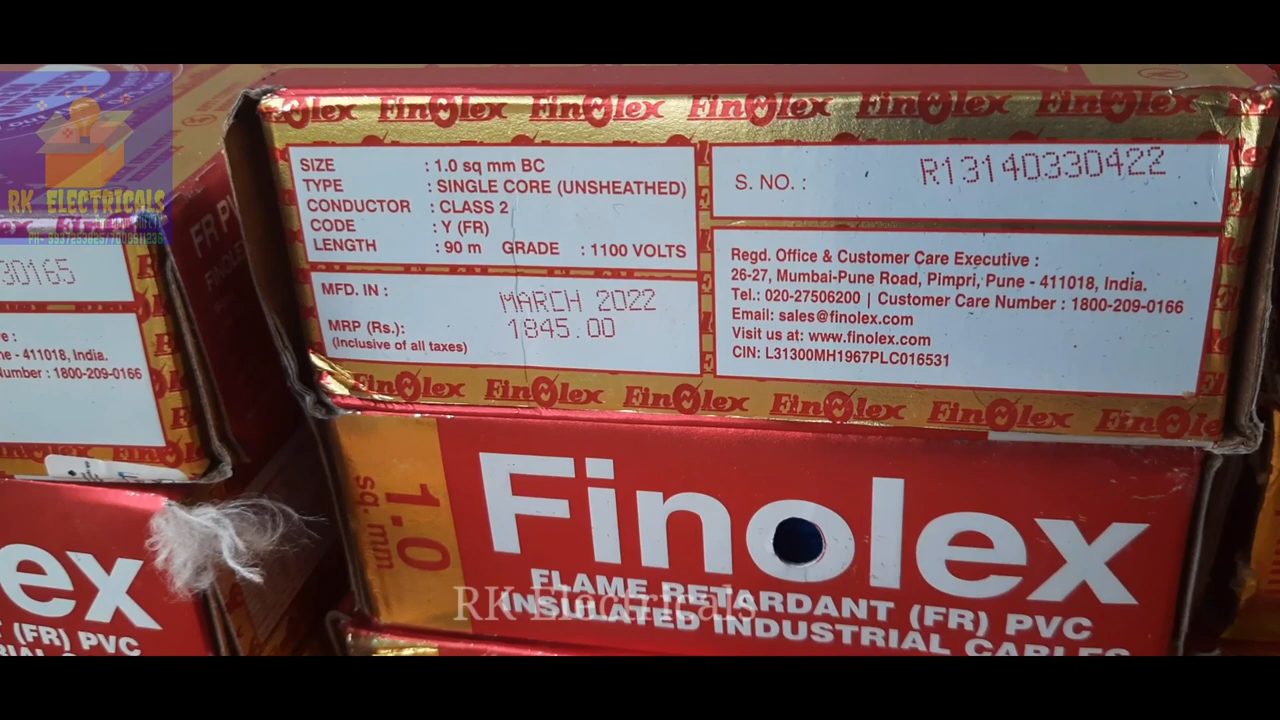 FinOlex FinOlex FinOlex FinOlex FinOlex FinOlex
SIZE : 1.0 sq mm BC
TYPE : SINGLE CORE (UNSHEATHED)
CONDUCTOR : CLASS 2
CODE : Y (FR)
LENGTH : 90 m GRADE : 1100 VOLTS
MFD. IN : MARCH 2022
MRP (Rs.): 1845.00
(Inclusive of all taxes)
S. NO. : R13140330422
Regd. Office & Customer Care Executive :
26-27, Mumbai-Pune Road, Pimpri, Pune - 411018, India.
Tel.: 020-27506200 | Customer Care Number : 1800-209-0166
Email: sales@finolex.com
Visit us at: www.finolex.com
CIN: L31300MH1967PLC016531
FinOlex FinOlex FinOlex FinOlex FinOlex FinOle
1.0
sq. mm
Finolex
FLAME RETARDANT (FR) PVC
INSULATED INDUSTRIAL CABLES
RK Electricals
RK ELECTRICALS
FR PV
30165
ve :
ne - 411018, India.
Number : 1800-209-0166
ex
(FR) PVC